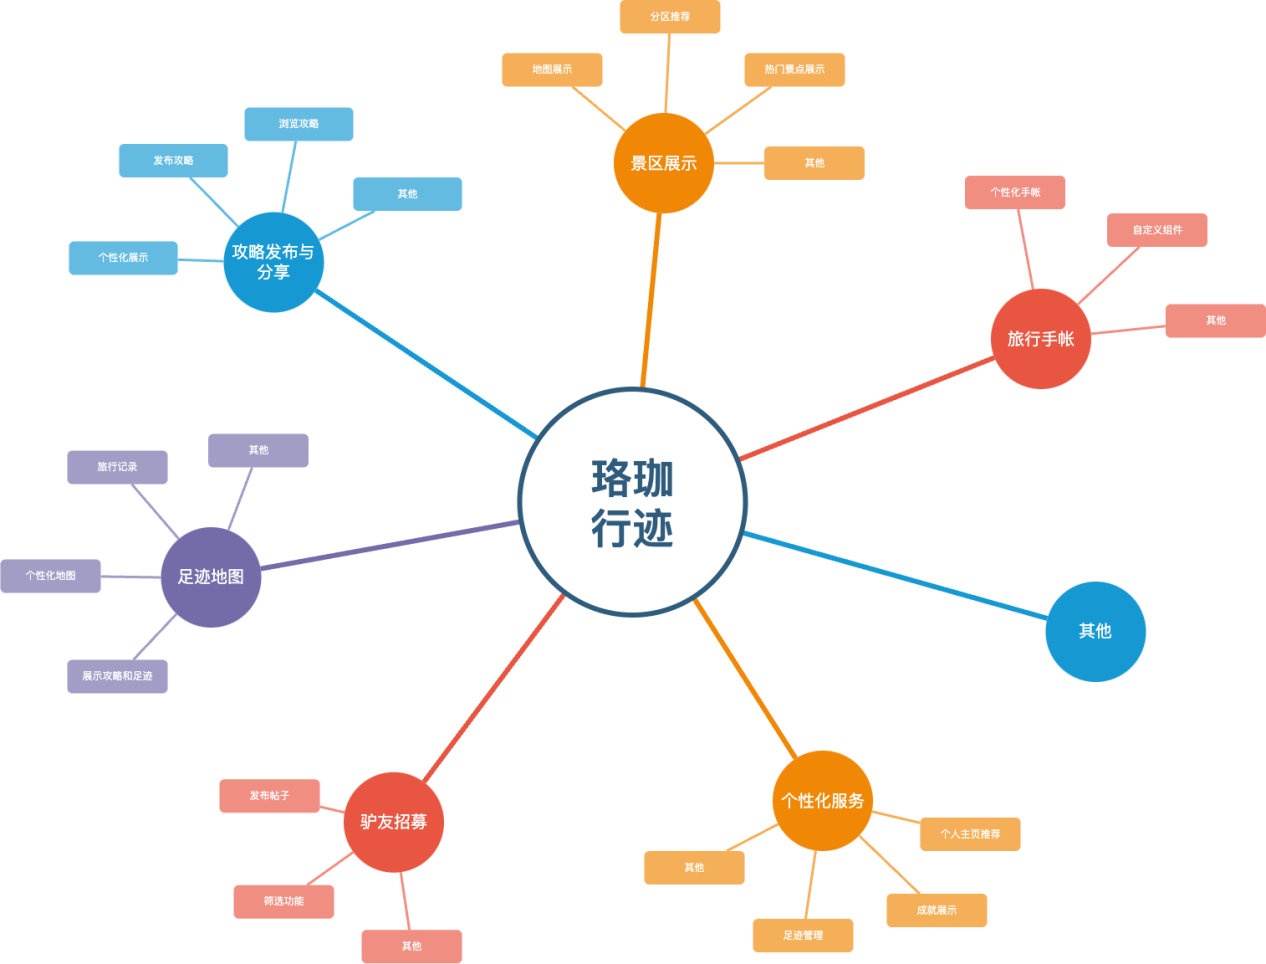 分区推荐
地图展示
热门景点展示
景区展示
其他
浏览攻略
发布攻略
其他
个性化展示
攻略发布与
分享
个性化手帐
自定义组件
其他
旅行手帐
珞珈
行迹
其他
旅行记录
个性化地图
足迹地图
展示攻略和足迹
其他
发布帖子
驴友招募
筛选功能
其他
个性化服务
个人主页推荐
其他
成就展示
足迹管理